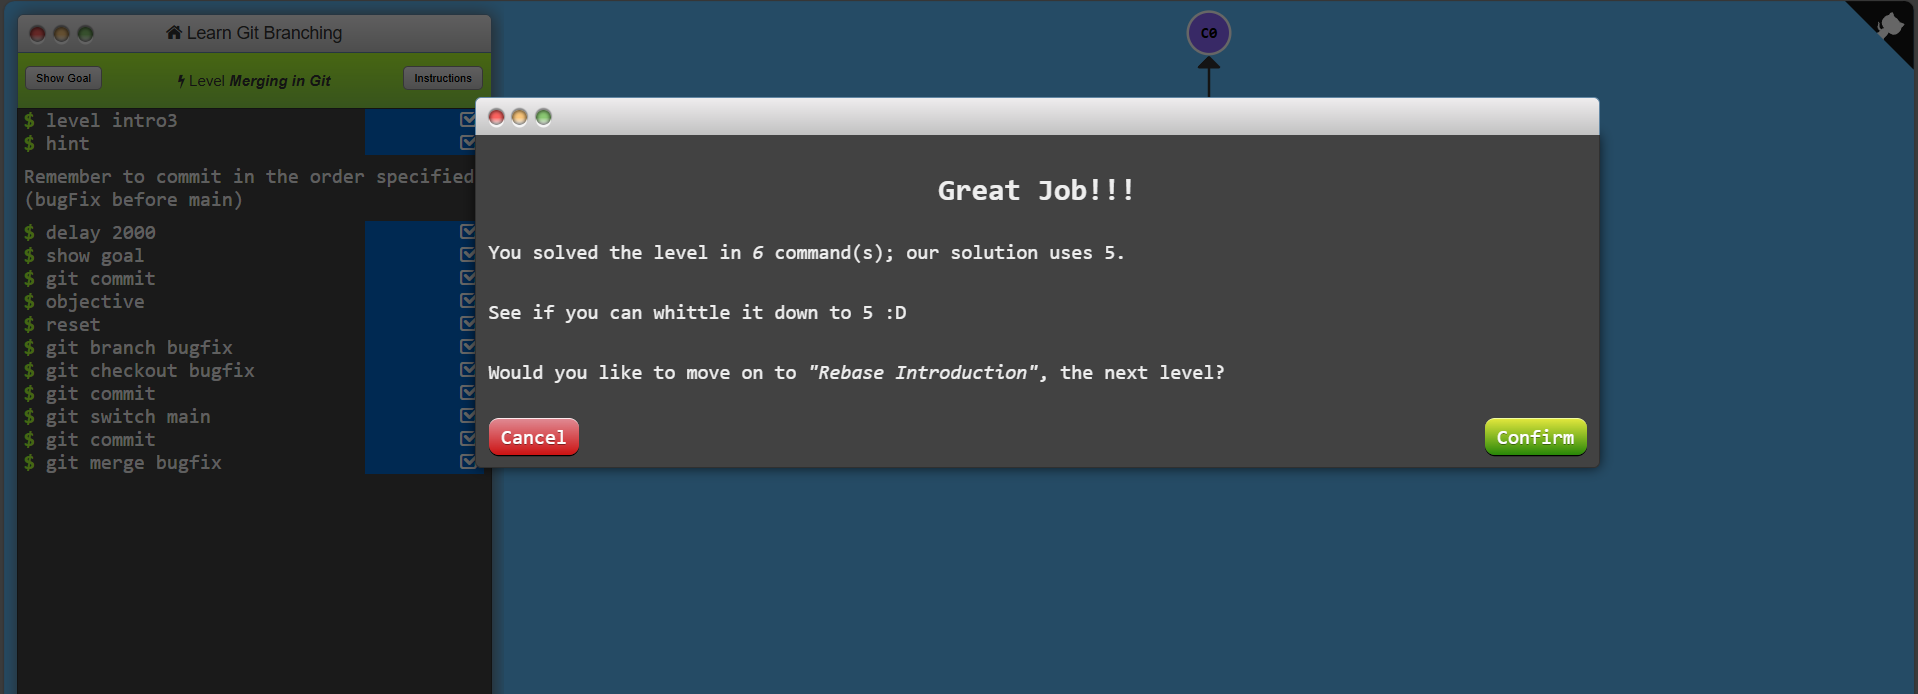 Learn Git Branching
Show Goal
Level Merging in Git
Instructions
$ level intro3
$ hint
Remember to commit in the order specified
(bugFix before main)
$ delay 2000
$ show goal
$ git commit
$ objective
$ reset
$ git branch bugfix
$ git checkout bugfix
$ git commit
$ git switch main
$ git commit
$ git merge bugfix
C0
Great Job!!!
You solved the level in 6 command(s); our solution uses 5.
See if you can whittle it down to 5 :D
Would you like to move on to "Rebase Introduction", the next level?
Cancel
Confirm